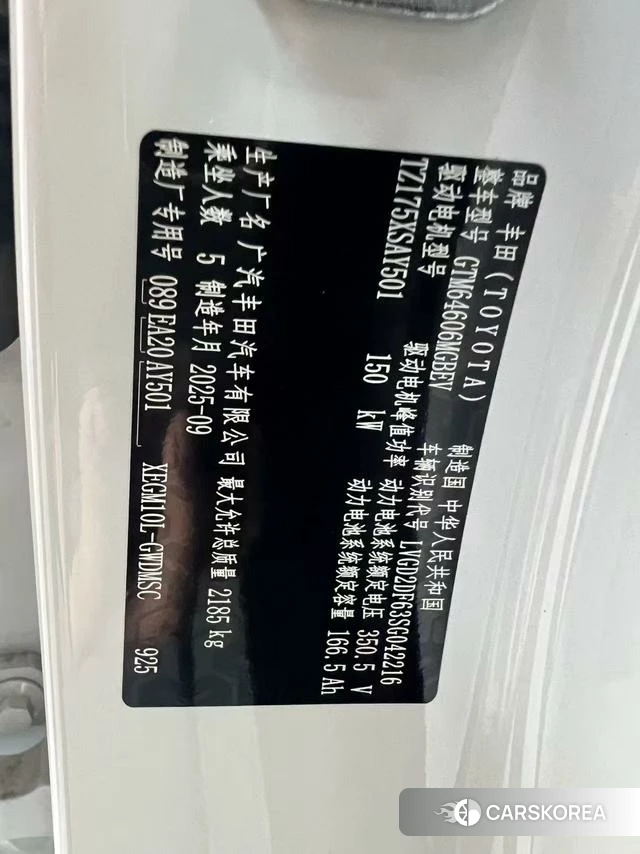 品牌 丰田(TOYOTA) 制造国 中华人民共和国
整车型号 GTM64606MGBEV 车辆识别代号 LVGD2DF63SG042216
驱动电机型号 驱动电机峰值功率 动力电池系统额定电压 350.5 V
TZ175XSAY501 150 kW 动力电池系统额定容量 166.5 Ah
生产厂名 广汽丰田汽车有限公司 最大允许总质量 2185 kg
乘坐人数 5 制造年月 2025-09
制造厂专用号 089 EA20 AY501 XEGM10L-GWDMSC 925
CARSKOREA